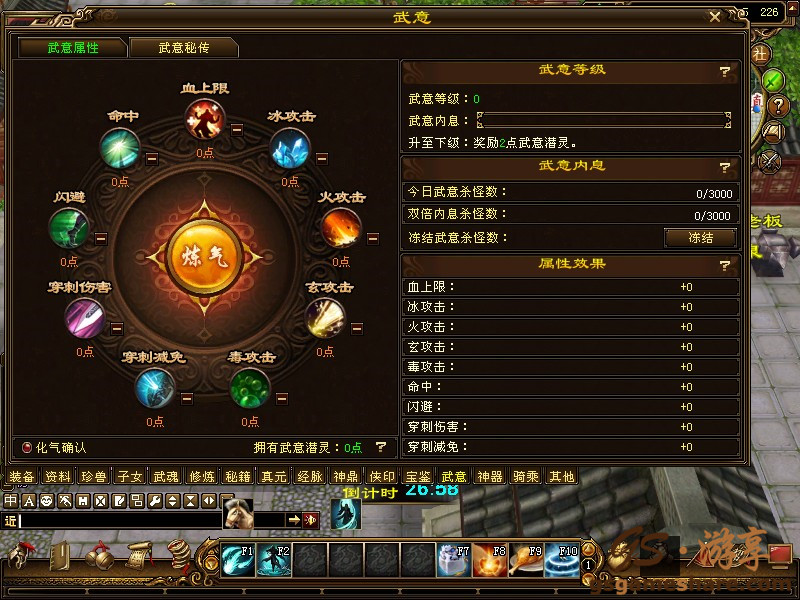 武意
226
武意属性 武意秘传
社
血上限
0点
命中
0点
冰攻击
0点
闪避
0点
火攻击
0点
炼气
穿刺伤害
0点
玄攻击
0点
穿刺减免
0点
毒攻击
0点
化气确认
拥有武意潜灵：0点 ?
武意等级 ?
武意等级：0
武意内息：
升至下级：奖励2点武意潜灵。
武意内息 ?
今日武意杀怪数： 0/3000
双倍内息杀怪数： 0/3000
冻结武意杀怪数： 冻结
属性效果 ?
血上限： +0
冰攻击： +0
火攻击： +0
玄攻击： +0
毒攻击： +0
命中： +0
闪避： +0
穿刺伤害： +0
穿刺减免： +0
老板
装备 资料 珍兽 子女 武魂 修炼 秘籍 真元 经脉 神鼎 侠印 宝鉴 武意 神器 骑乘 其他
倒计时 26:58
中 A
近
F1 F2 F7 F8 F9 F10
1
游享